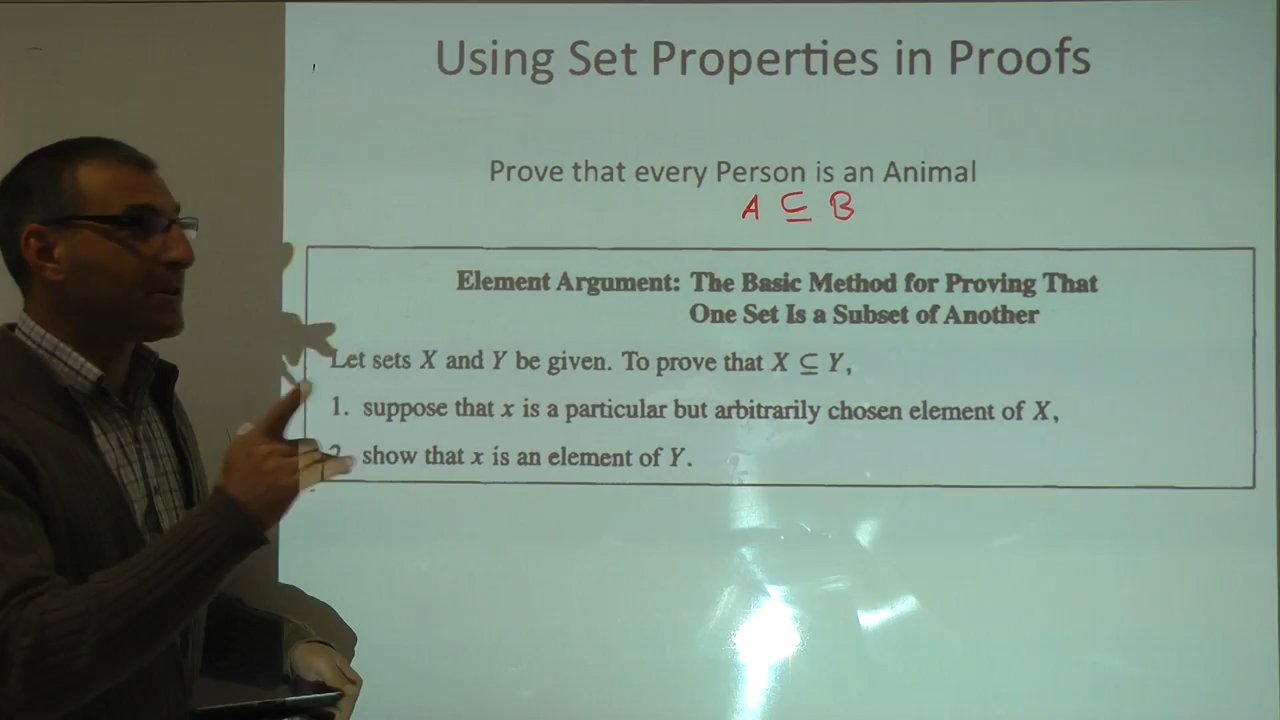 Using Set Properties in Proofs
Prove that every Person is an Animal
A ⊆ B
Element Argument: The Basic Method for Proving That
One Set Is a Subset of Another
Let sets X and Y be given. To prove that X ⊆ Y,
1. suppose that x is a particular but arbitrarily chosen element of X,
2. show that x is an element of Y.